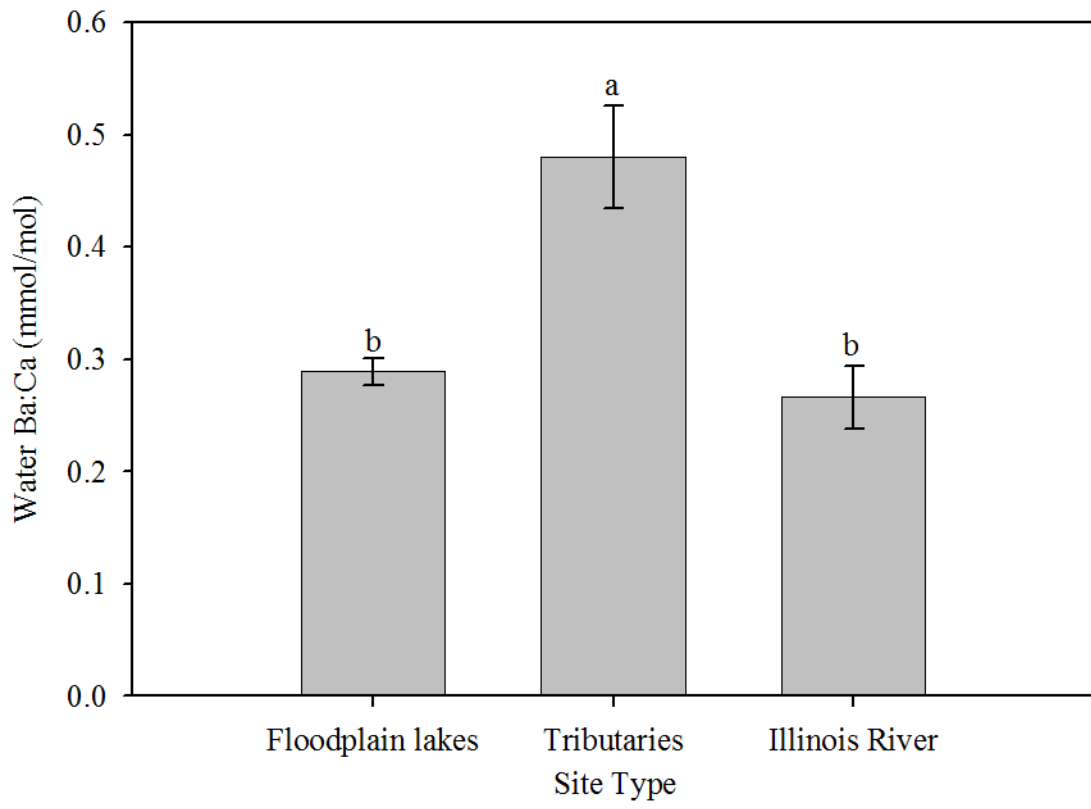 0.6
a
0.5
0.4
Water Ba:Ca (mmol/mol)
b
b
0.3
0.2
0.1
0.0
Floodplain lakes Tributaries Illinois River
Site Type